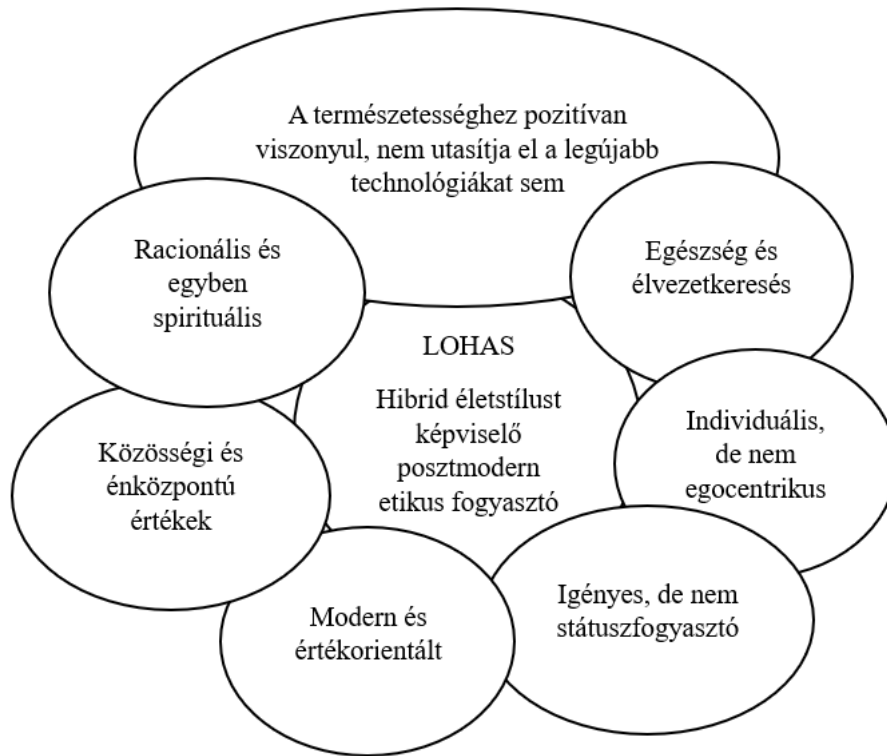 A természetességhez pozitívan
viszonyul, nem utasítja el a legújabb
technológiákat sem
Racionális és
egyben
spirituális
Egészség és
élvezetkeresés
LOHAS
Hibrid életstílust
képviselő
posztmodern
etikus fogyasztó
Közösségi és
énközpontú
értékek
Individuális,
de nem
egocentrikus
Modern és
értékorientált
Igényes, de nem
státuszfogyasztó